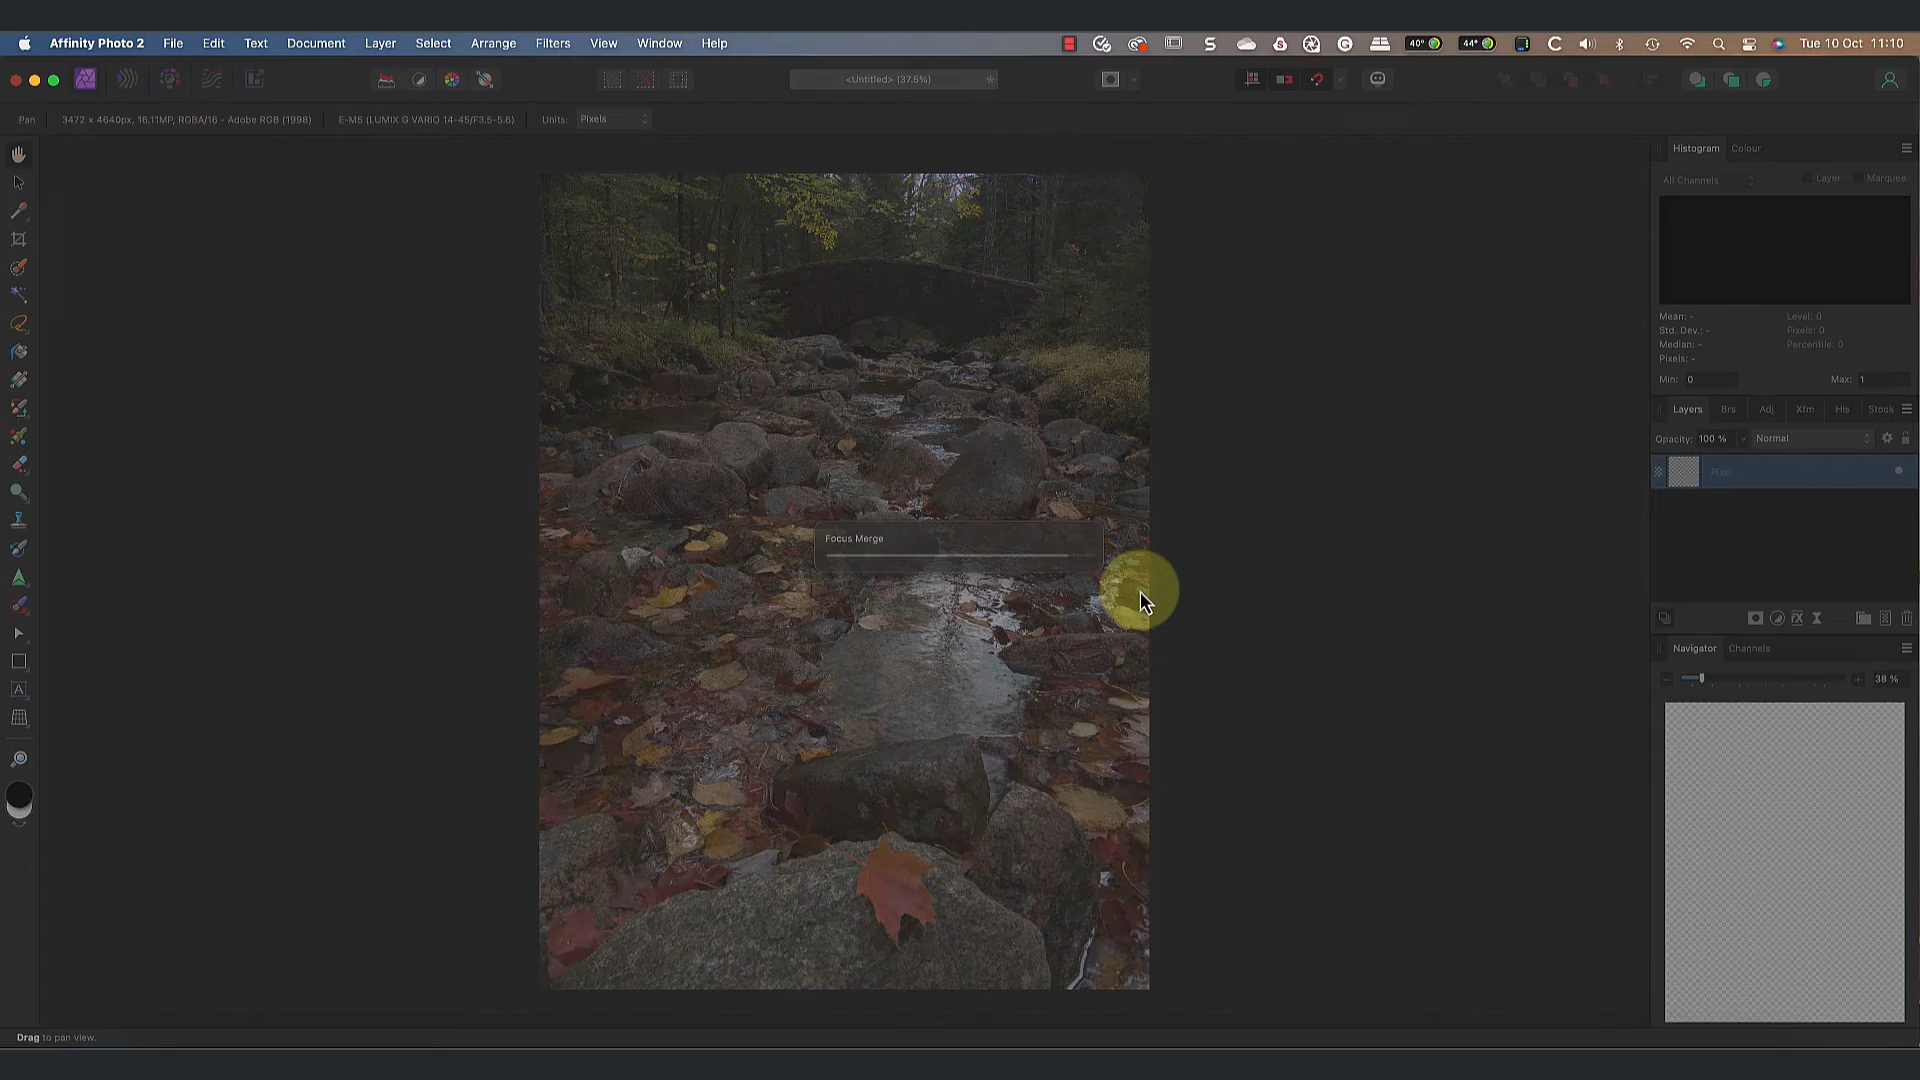 Affinity Photo 2 File Edit Text Document Layer Select Arrange Filters View Window Help 40° 44° Tue 10 Oct 11:10
<Untitled> (37.5%)
Pan 3472 × 4640px, 16.11MP, RGBA/16 - Adobe RGB (1998) E-M5 (LUMIX G VARIO 14-45/F3.5-5.6) Units: Pixels
Histogram Colour
All Channels Layer Marquee
Mean: - Level: 0
Std. Dev.: - Pixels: 0
Median: - Percentile: 0
Pixels: -
Min: 0 Max: 1
Layers Brs Adj Xfm His Stock
Opacity: 100 % Normal
Pixel
Focus Merge
Navigator Channels
38 %
Drag to pan view.